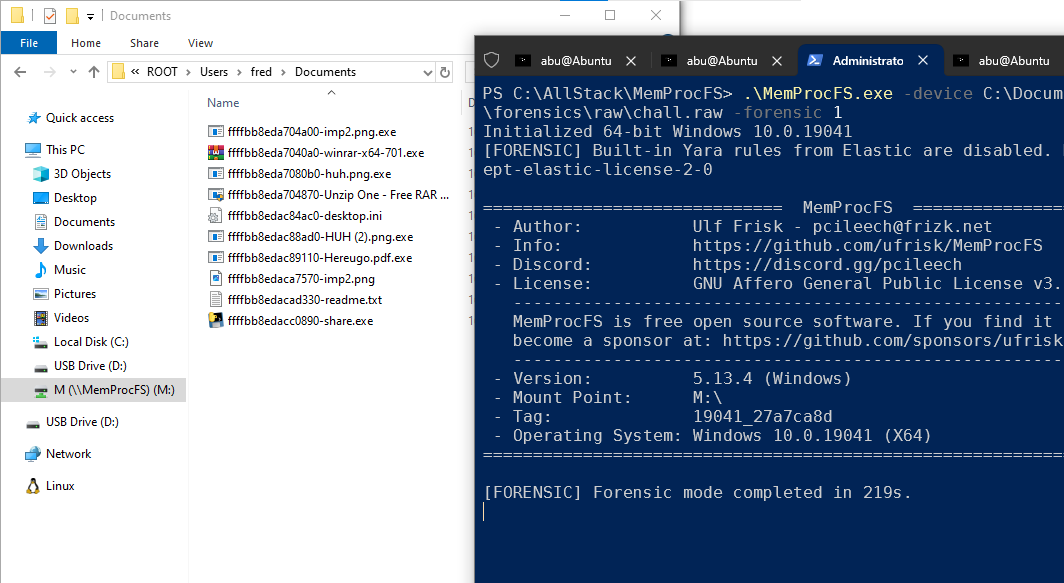 Documents
File Home Share View
« ROOT > Users > fred > Documents
Quick access
This PC
3D Objects
Desktop
Documents
Downloads
Music
Pictures
Videos
Local Disk (C:)
USB Drive (D:)
M (\\MemProcFS) (M:)
USB Drive (D:)
Network
Linux
Name
ffffbb8eda704a00-imp2.png.exe
ffffbb8eda7040a0-winrar-x64-701.exe
ffffbb8eda7080b0-huh.png.exe
ffffbb8eda704870-Unzip One - Free RAR ...
ffffbb8edac84ac0-desktop.ini
ffffbb8edac88ad0-HUH (2).png.exe
ffffbb8edac89110-Hereugo.pdf.exe
ffffbb8edaca7570-imp2.png
ffffbb8edacad330-readme.txt
ffffbb8edacc0890-share.exe
abu@Abuntu abu@Abuntu Administrato abu@Abuntu
PS C:\AllStack\MemProcFS> .\MemProcFS.exe -device C:\Docum
\forensics\raw\chall.raw -forensic 1
Initialized 64-bit Windows 10.0.19041
[FORENSIC] Built-in Yara rules from Elastic are disabled.
ept-elastic-license-2-0
============================== MemProcFS ===============
- Author: Ulf Frisk - pcileech@frizk.net
- Info: https://github.com/ufrisk/MemProcFS
- Discord: https://discord.gg/pcileech
- License: GNU Affero General Public License v3.
-------------------------------------------------------
MemProcFS is free open source software. If you find it
become a sponsor at: https://github.com/sponsors/ufrisk
-------------------------------------------------------
- Version: 5.13.4 (Windows)
- Mount Point: M:\
- Tag: 19041_27a7ca8d
- Operating System: Windows 10.0.19041 (X64)
==========================================================
[FORENSIC] Forensic mode completed in 219s.